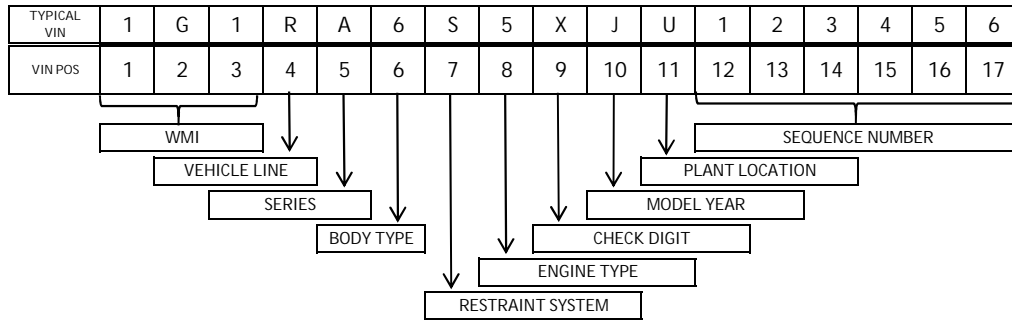 TYPICAL VIN 1 G 1 R A 6 S 5 X J U 1 2 3 4 5 6
VIN POS 1 2 3 4 5 6 7 8 9 10 11 12 13 14 15 16 17
WMI SEQUENCE NUMBER
VEHICLE LINE PLANT LOCATION
SERIES MODEL YEAR
BODY TYPE CHECK DIGIT
ENGINE TYPE
RESTRAINT SYSTEM